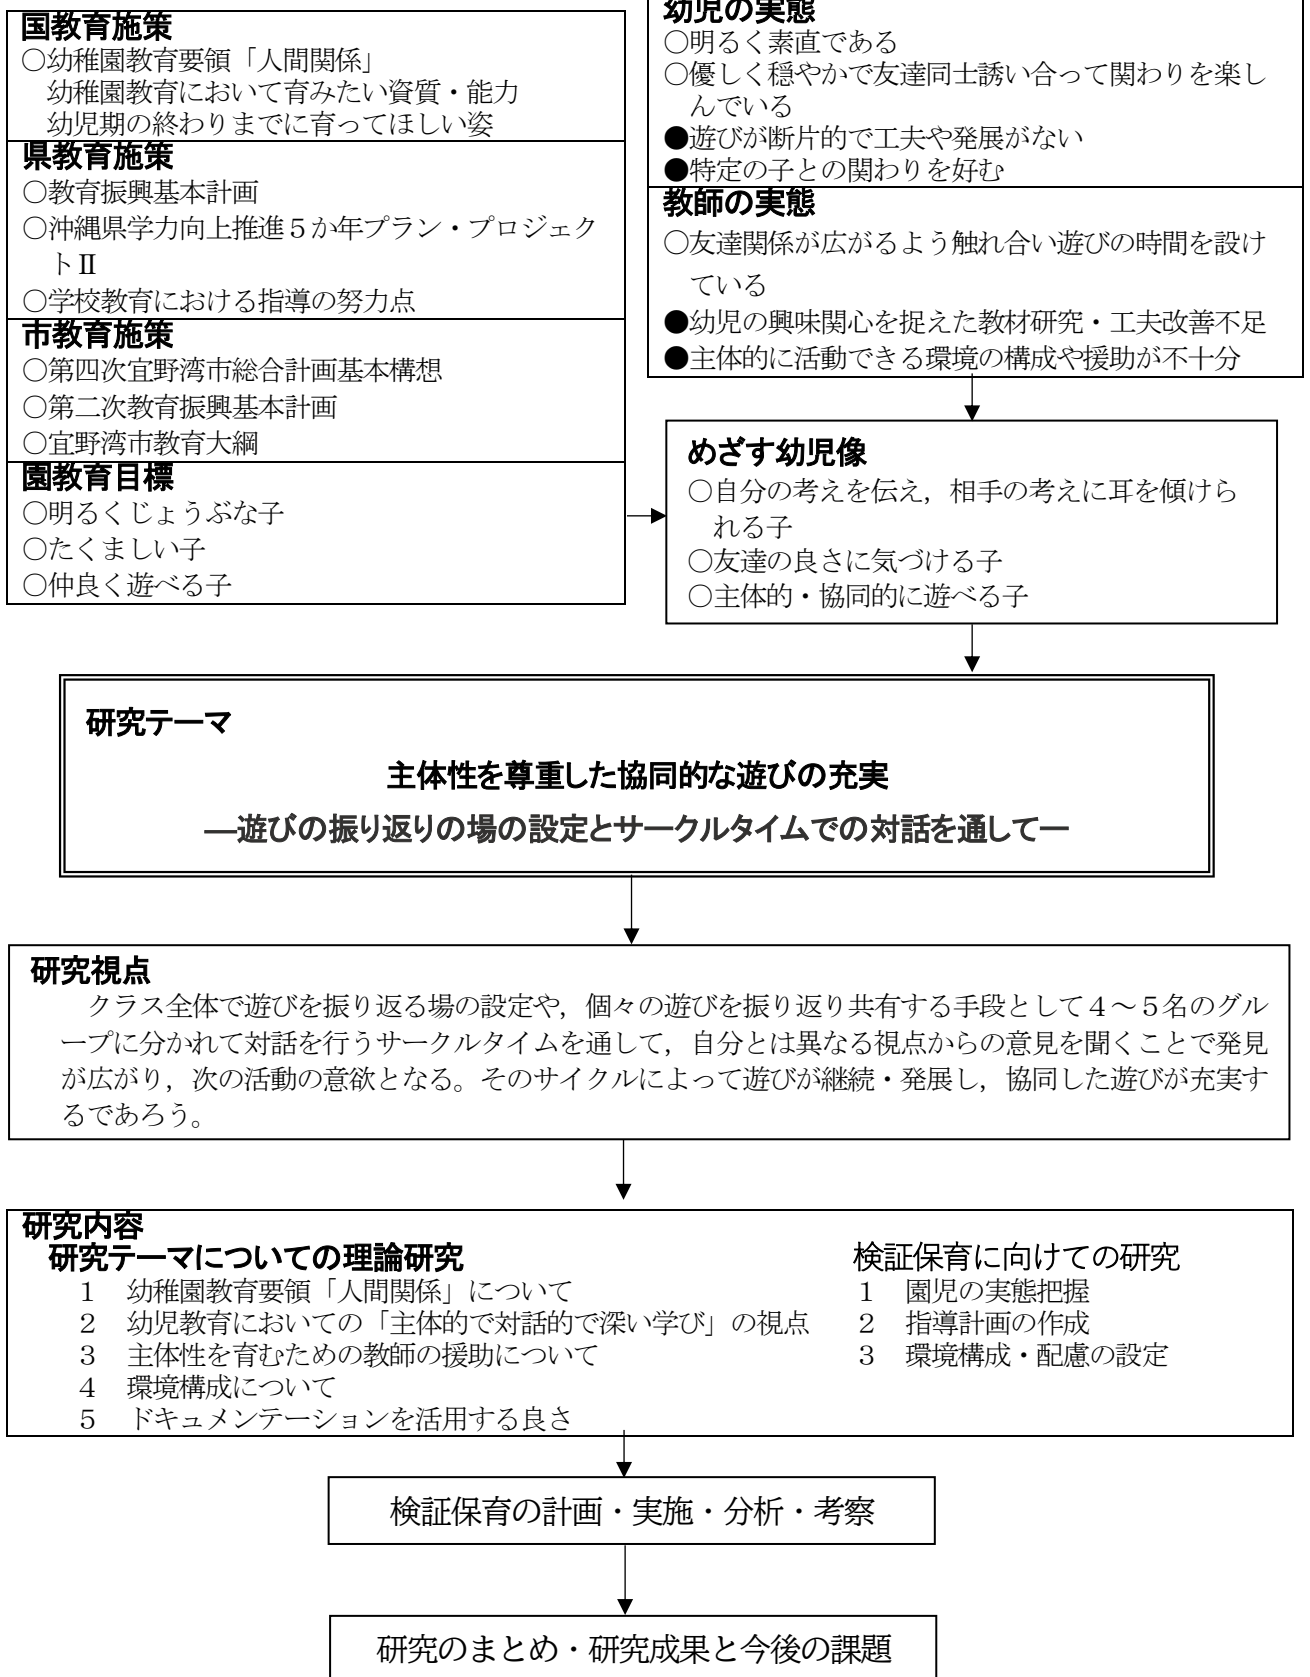 国教育施策
○幼稚園教育要領「人間関係」
幼稚園教育において育みたい資質・能力
幼児期の終わりまでに育ってほしい姿
県教育施策
○教育振興基本計画
○沖縄県学力向上推進５か年プラン・プロジェク
トⅡ
○学校教育における指導の努力点
市教育施策
○第四次宜野湾市総合計画基本構想
○第二次教育振興基本計画
○宜野湾市教育大綱
園教育目標
○明るくじょうぶな子
○たくましい子
○仲良く遊べる子
幼児の実態
○明るく素直である
○優しく穏やかで友達同士誘い合って関わりを楽し
んでいる
●遊びが断片的で工夫や発展がない
●特定の子との関わりを好む
教師の実態
○友達関係が広がるよう触れ合い遊びの時間を設け
ている
●幼児の興味関心を捉えた教材研究・工夫改善不足
●主体的に活動できる環境の構成や援助が不十分
めざす幼児像
○自分の考えを伝え，相手の考えに耳を傾けら
れる子
○友達の良さに気づける子
○主体的・協同的に遊べる子
研究テーマ
主体性を尊重した協同的な遊びの充実
―遊びの振り返りの場の設定とサークルタイムでの対話を通して―
研究視点
クラス全体で遊びを振り返る場の設定や，個々の遊びを振り返り共有する手段として４～５名のグル
ープに分かれて対話を行うサークルタイムを通して，自分とは異なる視点からの意見を聞くことで発見
が広がり，次の活動の意欲となる。そのサイクルによって遊びが継続・発展し，協同した遊びが充実す
るであろう。
研究内容
研究テーマについての理論研究
１　幼稚園教育要領「人間関係」について
２　幼児教育においての「主体的で対話的で深い学び」の視点
３　主体性を育むための教師の援助について
４　環境構成について
５　ドキュメンテーションを活用する良さ
検証保育に向けての研究
１　園児の実態把握
２　指導計画の作成
３　環境構成・配慮の設定
検証保育の計画・実施・分析・考察
研究のまとめ・研究成果と今後の課題